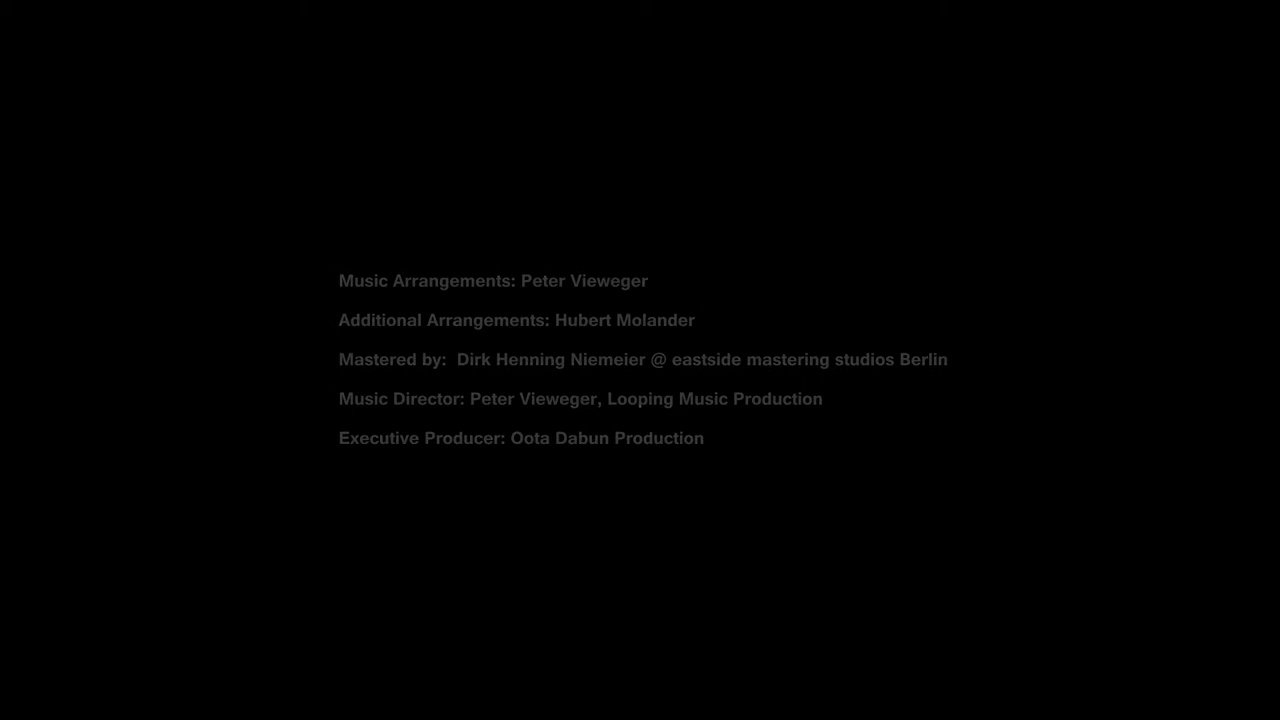 Music Arrangements: Peter Vieweger
Additional Arrangements: Hubert Molander
Mastered by:  Dirk Henning Niemeier @ eastside mastering studios Berlin
Music Director: Peter Vieweger, Looping Music Production
Executive Producer: Oota Dabun Production